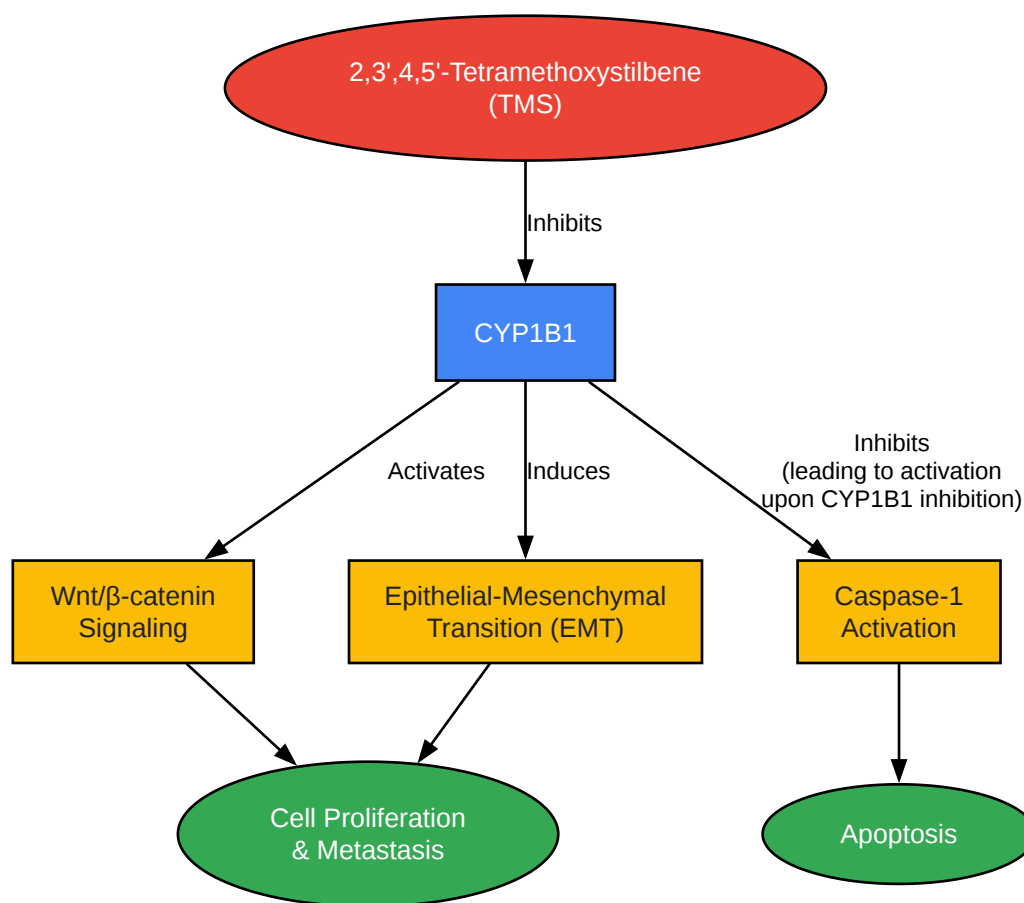 2,3',4,5'-Tetramethoxystilbene
(TMS)
Inhibits
CYP1B1
Activates
Induces
Inhibits
(leading to activation
upon CYP1B1 inhibition)
Wnt/β-catenin
Signaling
Epithelial-Mesenchymal
Transition (EMT)
Caspase-1
Activation
Cell Proliferation
& Metastasis
Apoptosis